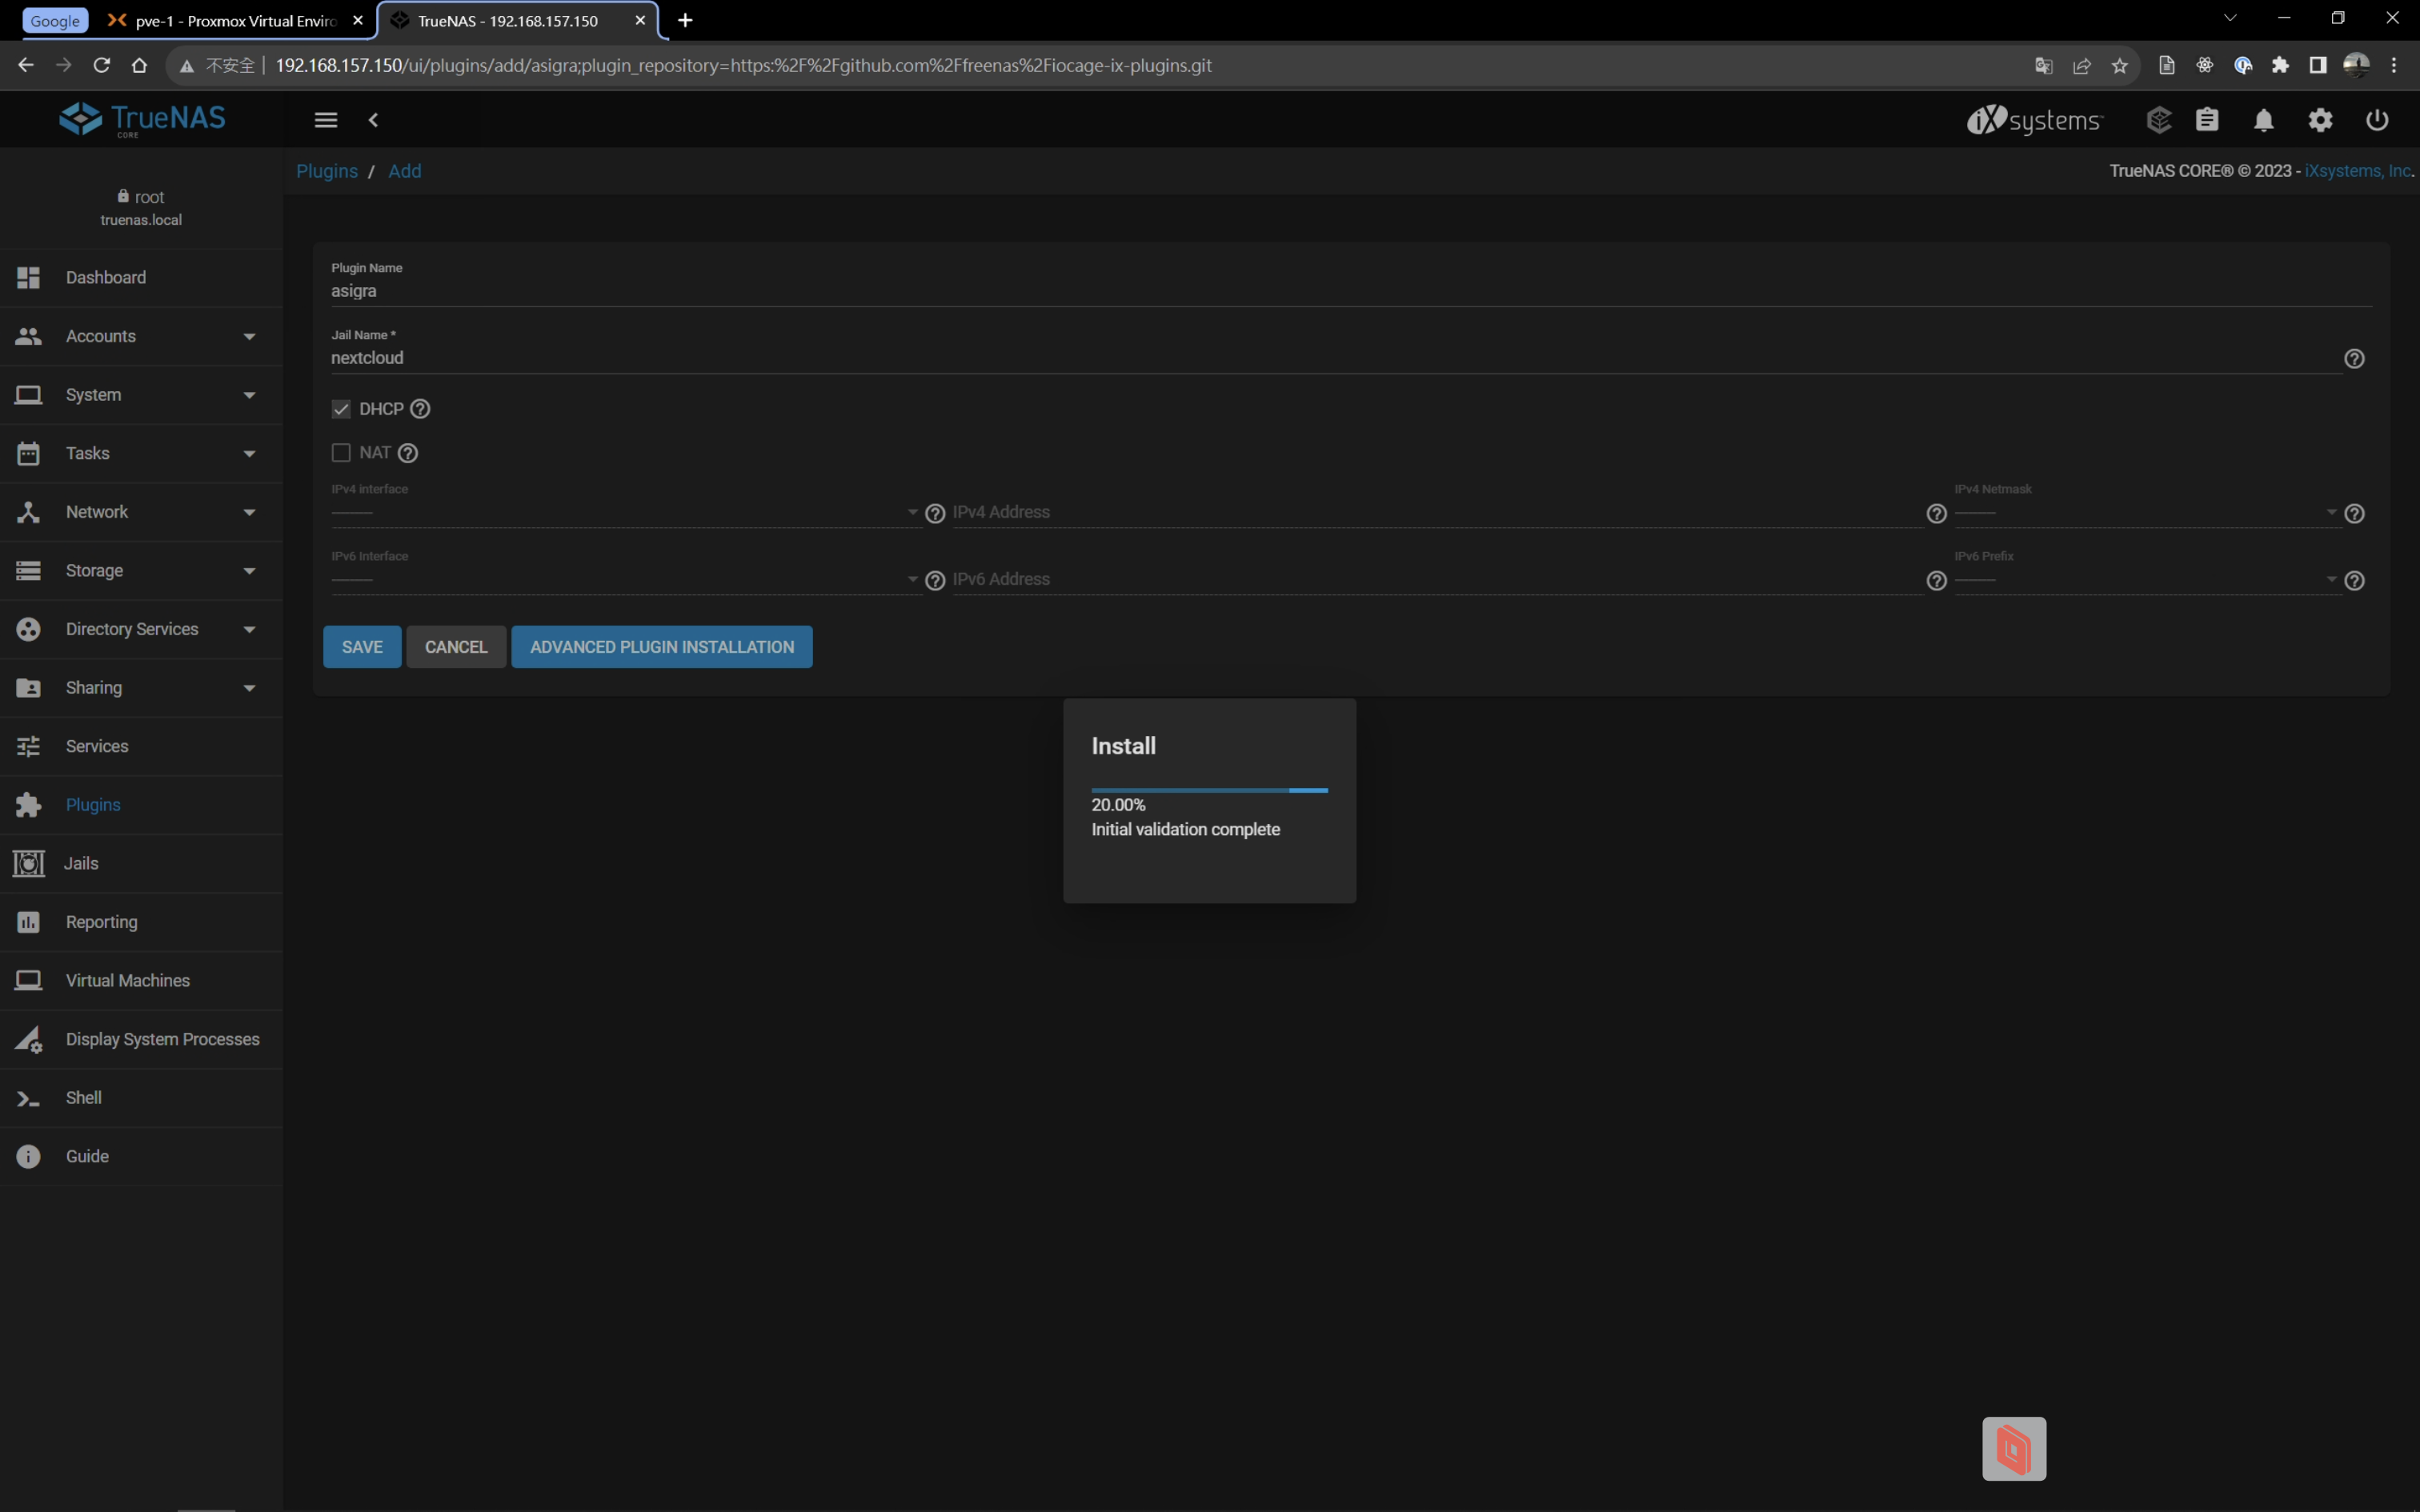 Google
pve-1 - Proxmox Virtual Enviro
TrueNAS - 192.168.157.150
不安全
192.168.157.150/ui/plugins/add/asigra;plugin_repository=https:%2F%2Fgithub.com%2Ffreenas%2Fiocage-ix-plugins.git
TrueNAS
CORE
iXsystems
Plugins / Add
TrueNAS CORE® © 2023 - iXsystems, Inc.
root
truenas.local
Dashboard
Accounts
System
Tasks
Network
Storage
Directory Services
Sharing
Services
Plugins
Jails
Reporting
Virtual Machines
Display System Processes
Shell
Guide
Plugin Name
asigra
Jail Name *
nextcloud
DHCP
NAT
IPv4 interface
IPv4 Address
IPv4 Netmask
IPv6 Interface
IPv6 Address
IPv6 Prefix
SAVE
CANCEL
ADVANCED PLUGIN INSTALLATION
Install
20.00%
Initial validation complete